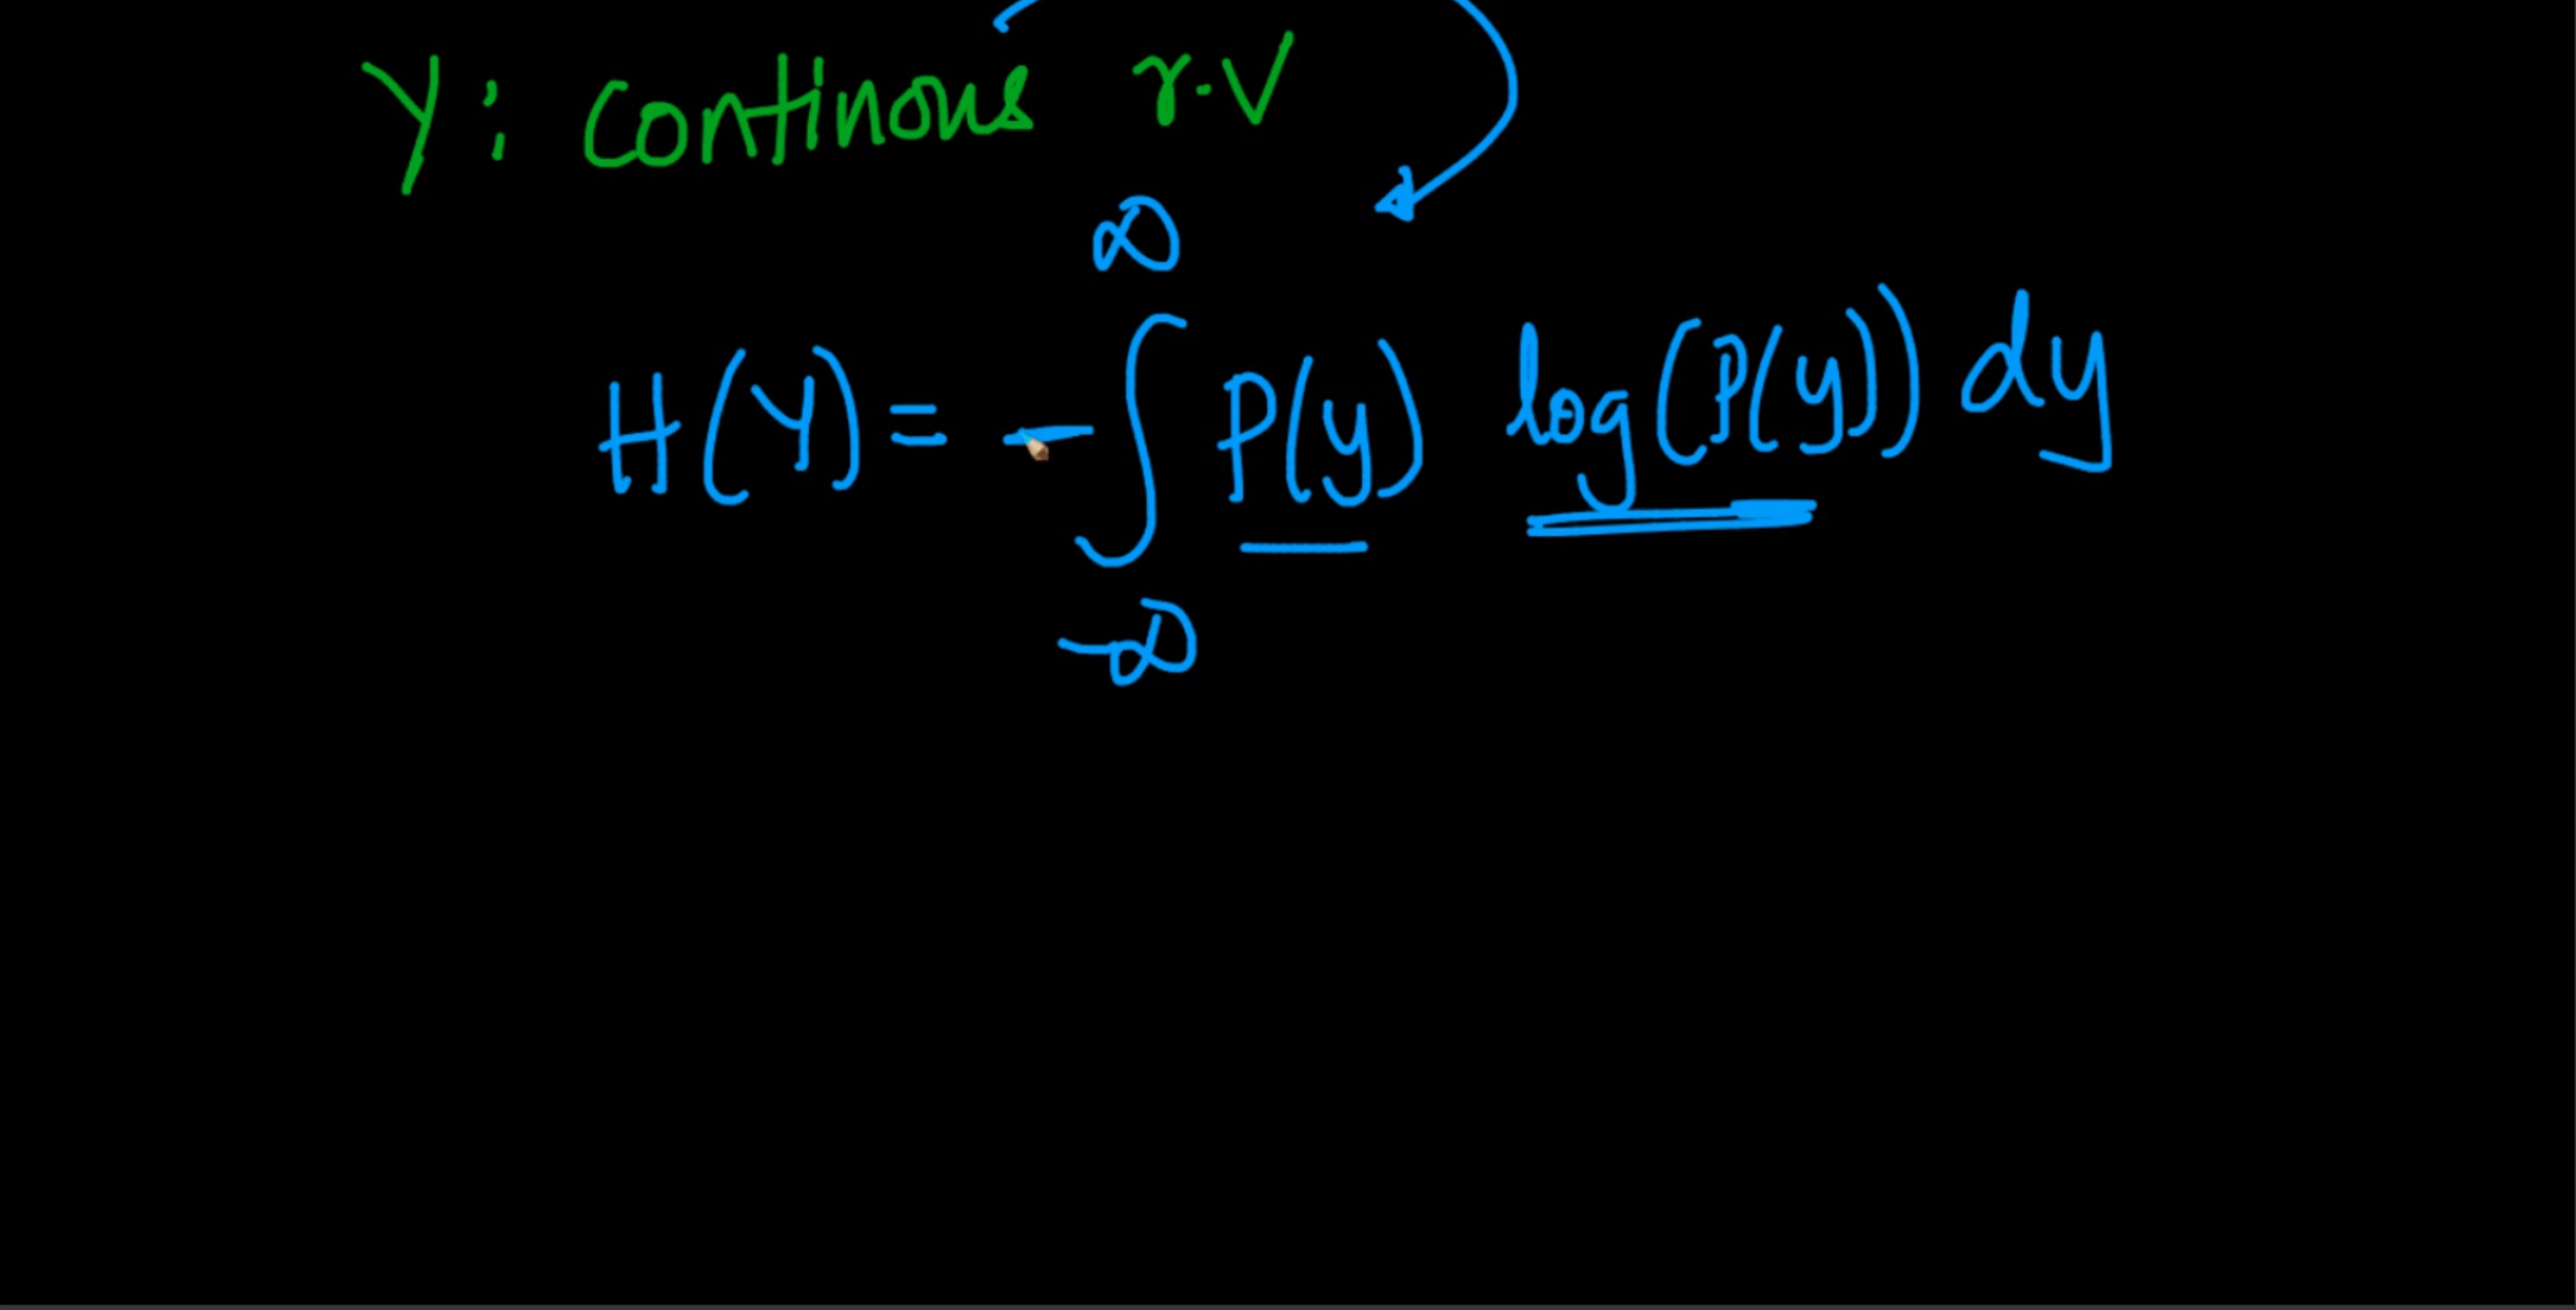 Y: continous r.v
H(Y) = - ∫_{-∞}^{∞} P(y) log(P(y)) dy